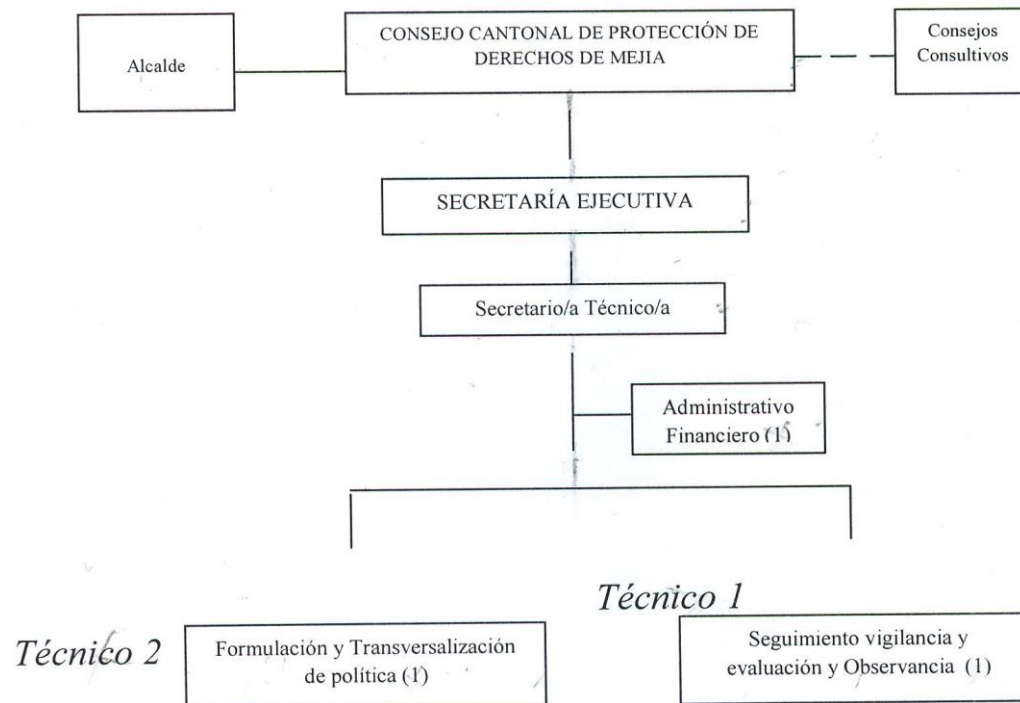 Alcalde
CONSEJO CANTONAL DE PROTECCIÓN DE
DERECHOS DE MEJIA
Consejos
Consultivos
SECRETARÍA EJECUTIVA
Secretario/a Técnico/a
Administrativo
Financiero (1)
Técnico 1
Técnico 2
Formulación y Transversalización
de política (1)
Seguimiento vigilancia y
evaluación y Observancia (1)